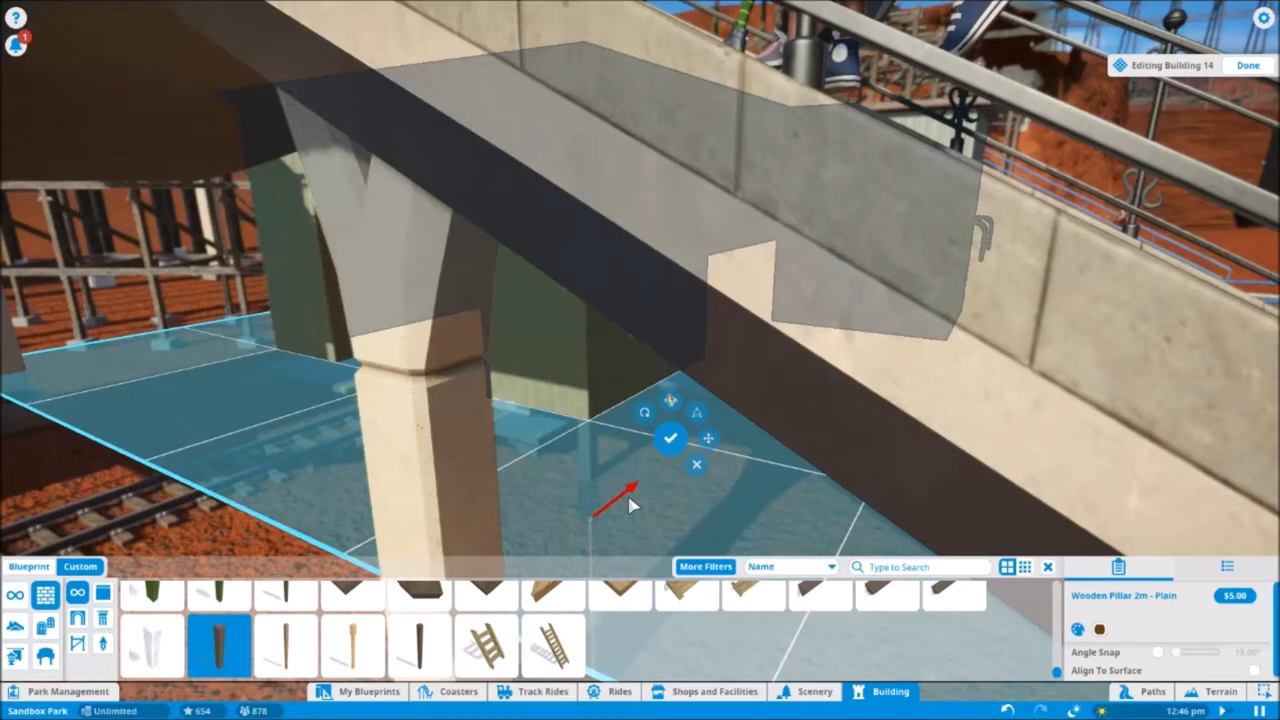 ?
1
Editing Building 14
Done
Blueprint
Custom
More Filters
Name
Type to Search
Wooden Pillar 2m - Plain
$5.00
Angle Snap
15.00°
Align To Surface
Park Management
My Blueprints
Coasters
Track Rides
Rides
Shops and Facilities
Scenery
Building
Paths
Terrain
Sandbox Park
Unlimited
654
878
12:46 pm